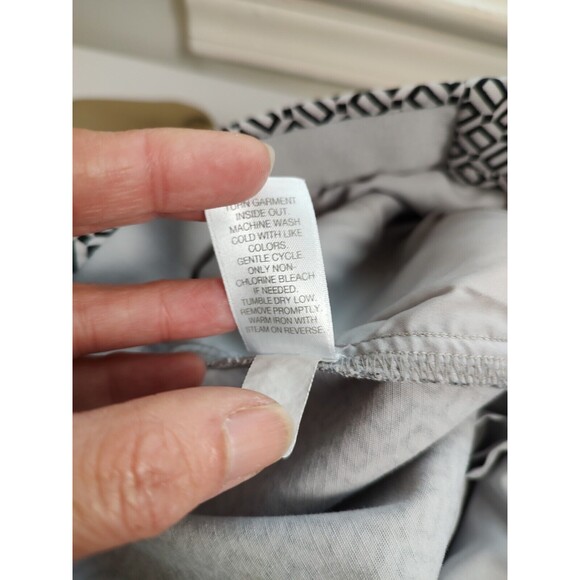 TURN GARMENT
INSIDE OUT.
MACHINE WASH
COLD WITH LIKE
COLORS.
GENTLE CYCLE.
ONLY NON-
CHLORINE BLEACH
IF NEEDED.
TUMBLE DRY LOW.
REMOVE PROMPTLY.
WARM IRON WITH
STEAM ON REVERSE